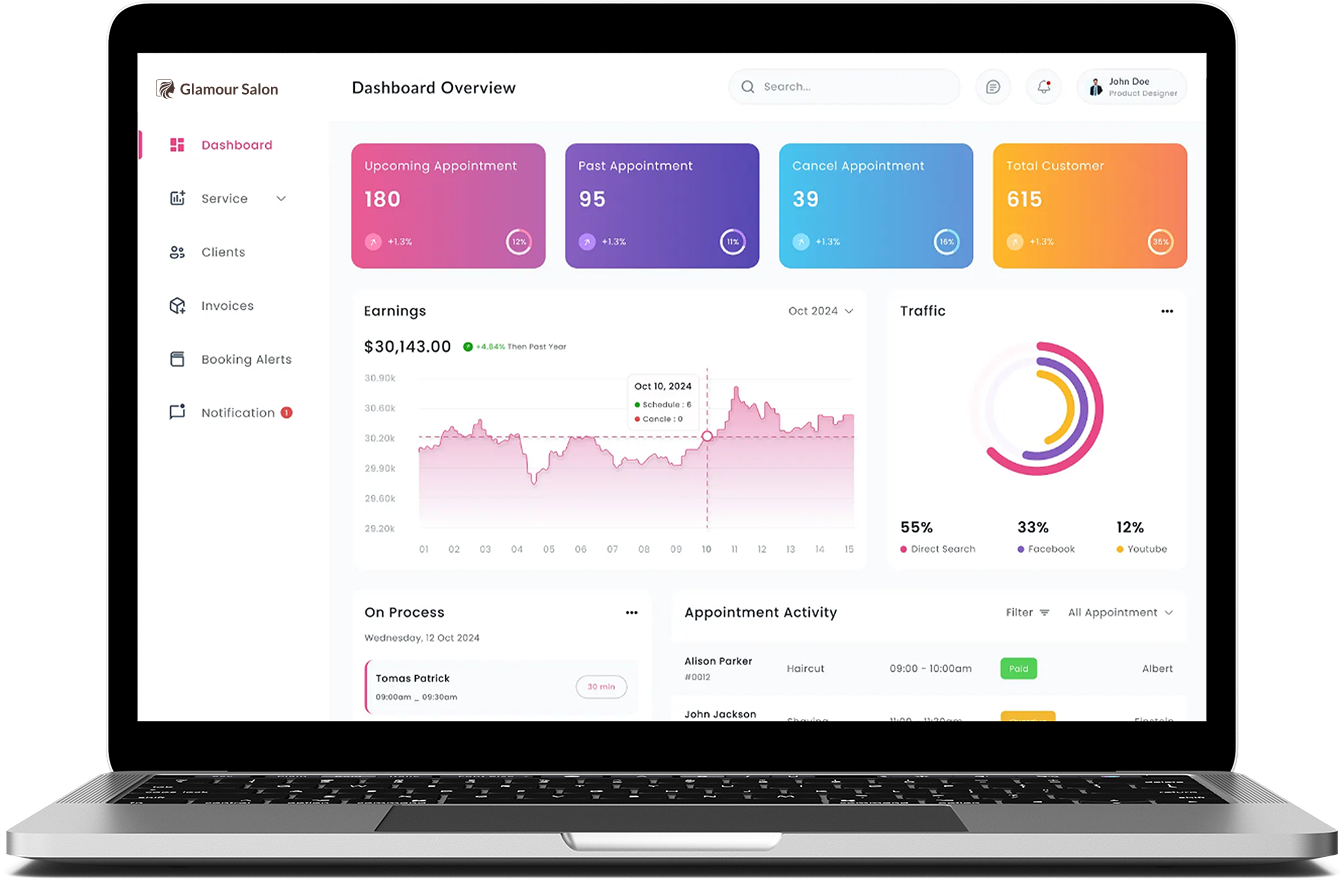 Glamour Salon
Dashboard Overview
Search...
John Doe
Product Designer
Dashboard
Service
Clients
Invoices
Booking Alerts
Notification 1
Upcoming Appointment
180
+1.3%
12%
Past Appointment
95
+1.3%
11%
Cancel Appointment
39
+1.3%
16%
Total Customer
615
+1.3%
35%
Earnings
Oct 2024
$30,143.00 +4.84% Then Past Year
30.90k
30.60k
30.20k
29.90k
29.60k
29.20k
Oct 10, 2024
Schedule : 6
Concle : 0
01 02 03 04 05 06 07 08 09 10 11 12 13 14 15
Traffic
55% 33% 12%
Direct Search Facebook Youtube
On Process
Wednesday, 12 Oct 2024
Tomas Patrick
09:00am _ 09:30am
30 min
Appointment Activity
Filter All Appointment
Alison Parker
#0012
Haircut 09:00 - 10:00am Paid Albert
John Jackson
Shaving 11:00 - 11:30am Einstein